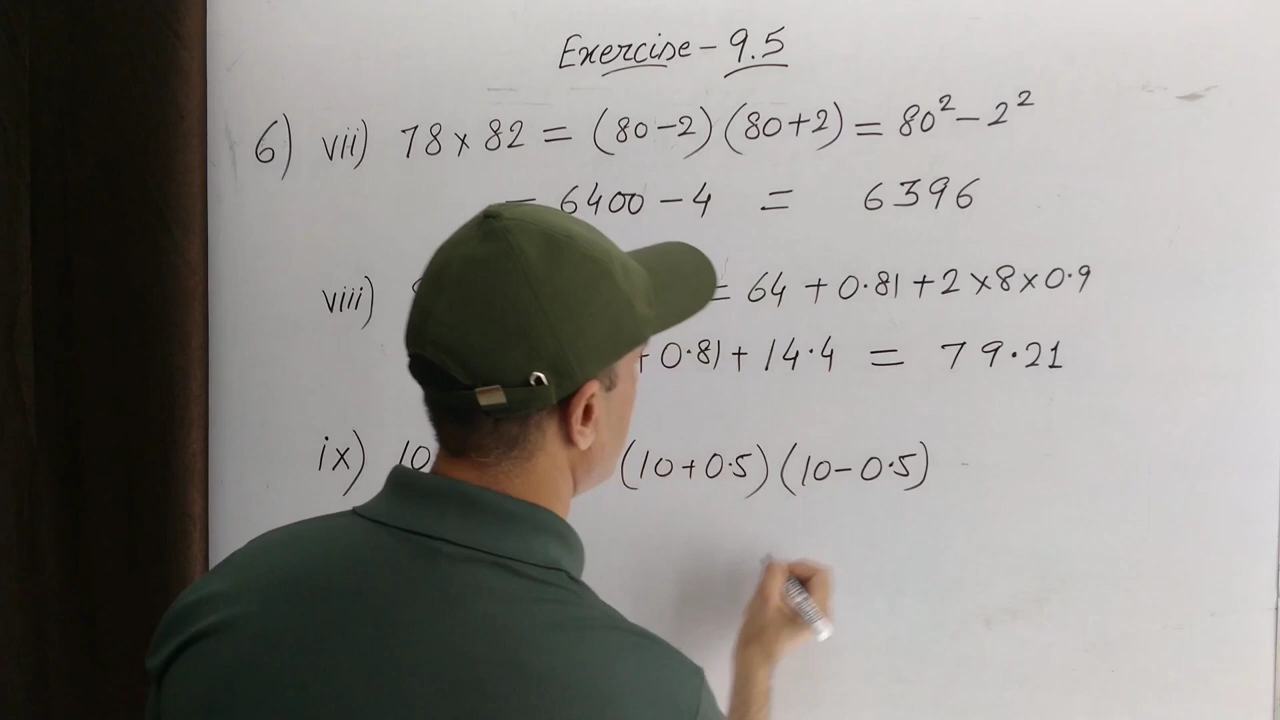 Exercise - 9.5
6) vii) 78 × 82 = (80-2)(80+2) = 80² - 2²
= 6400 - 4 = 6396
viii) = 64 + 0·81 + 2 × 8 × 0·9
+ 0·81 + 14·4 = 79·21
ix) 10 (10+0·5)(10-0·5)